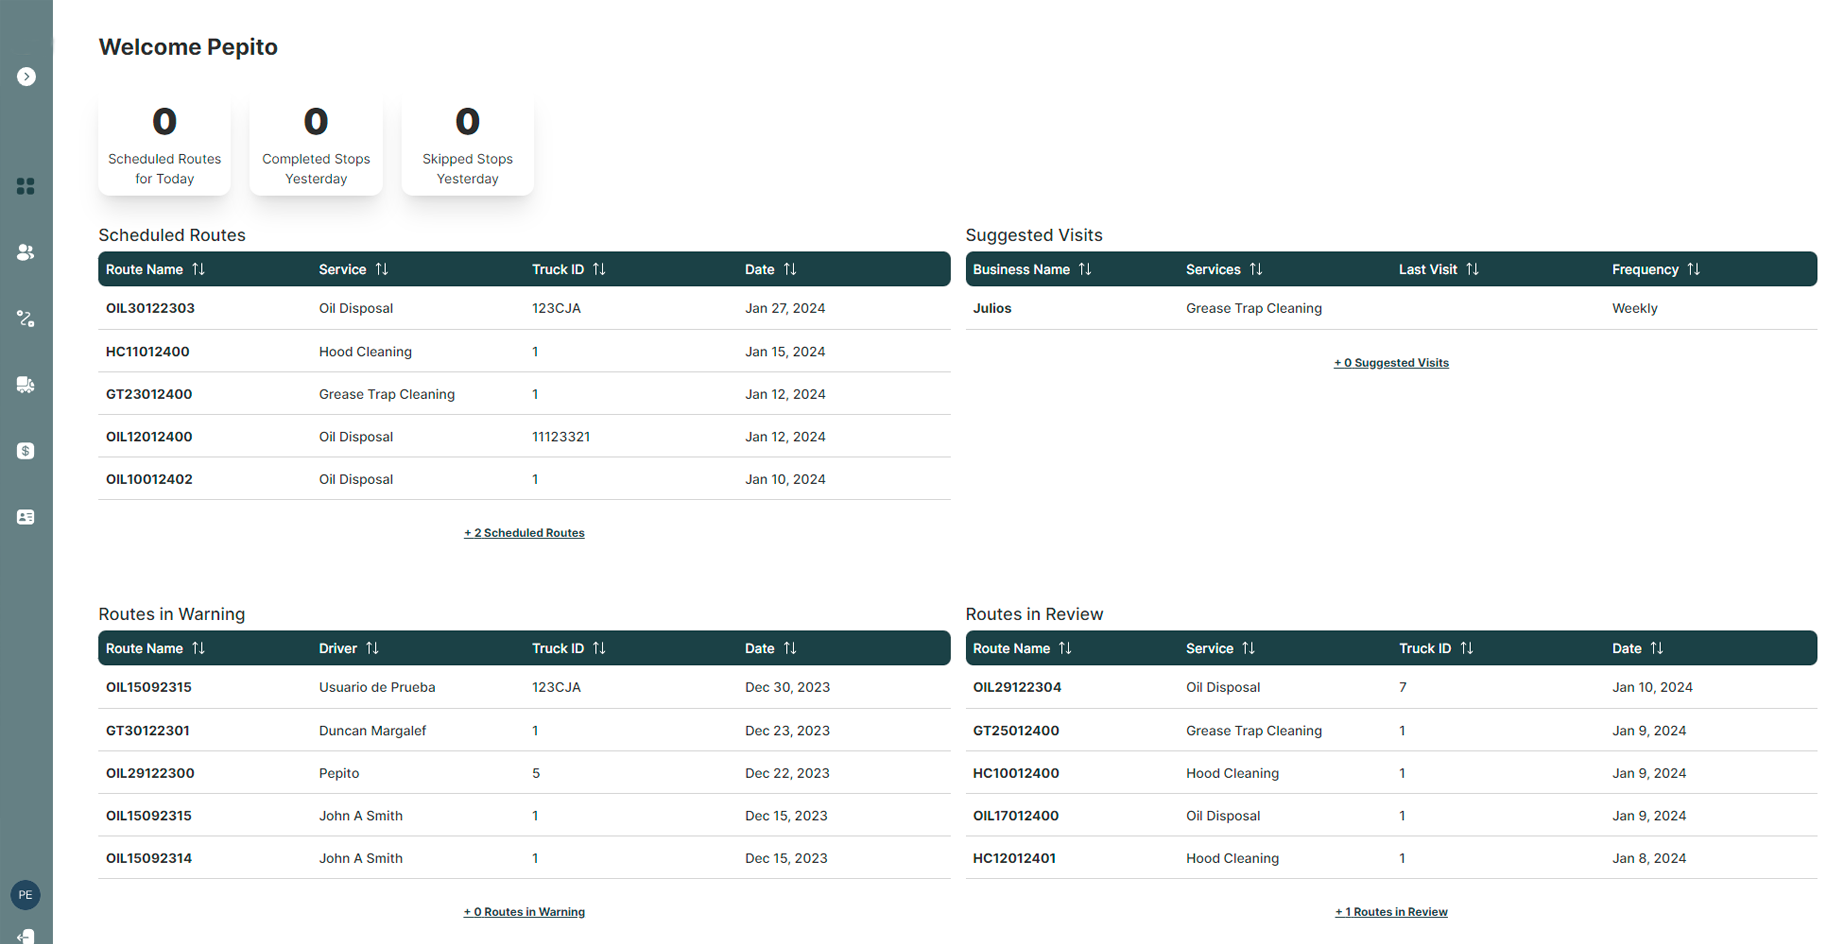 Welcome Pepito
0
Scheduled Routes
for Today
0
Completed Stops
Yesterday
0
Skipped Stops
Yesterday
Scheduled Routes
Route Name Service Truck ID Date
OIL30122303 Oil Disposal 123CJA Jan 27, 2024
HC11012400 Hood Cleaning 1 Jan 15, 2024
GT23012400 Grease Trap Cleaning 1 Jan 12, 2024
OIL12012400 Oil Disposal 11123321 Jan 12, 2024
OIL10012402 Oil Disposal 1 Jan 10, 2024
+ 2 Scheduled Routes
Suggested Visits
Business Name Services Last Visit Frequency
Julios Grease Trap Cleaning Weekly
+ 0 Suggested Visits
Routes in Warning
Route Name Driver Truck ID Date
OIL15092315 Usuario de Prueba 123CJA Dec 30, 2023
GT30122301 Duncan Margalef 1 Dec 23, 2023
OIL29122300 Pepito 5 Dec 22, 2023
OIL15092315 John A Smith 1 Dec 15, 2023
OIL15092314 John A Smith 1 Dec 15, 2023
+ 0 Routes in Warning
Routes in Review
Route Name Service Truck ID Date
OIL29122304 Oil Disposal 7 Jan 10, 2024
GT25012400 Grease Trap Cleaning 1 Jan 9, 2024
HC10012400 Hood Cleaning 1 Jan 9, 2024
OIL17012400 Oil Disposal 1 Jan 9, 2024
HC12012401 Hood Cleaning 1 Jan 8, 2024
+ 1 Routes in Review
PE